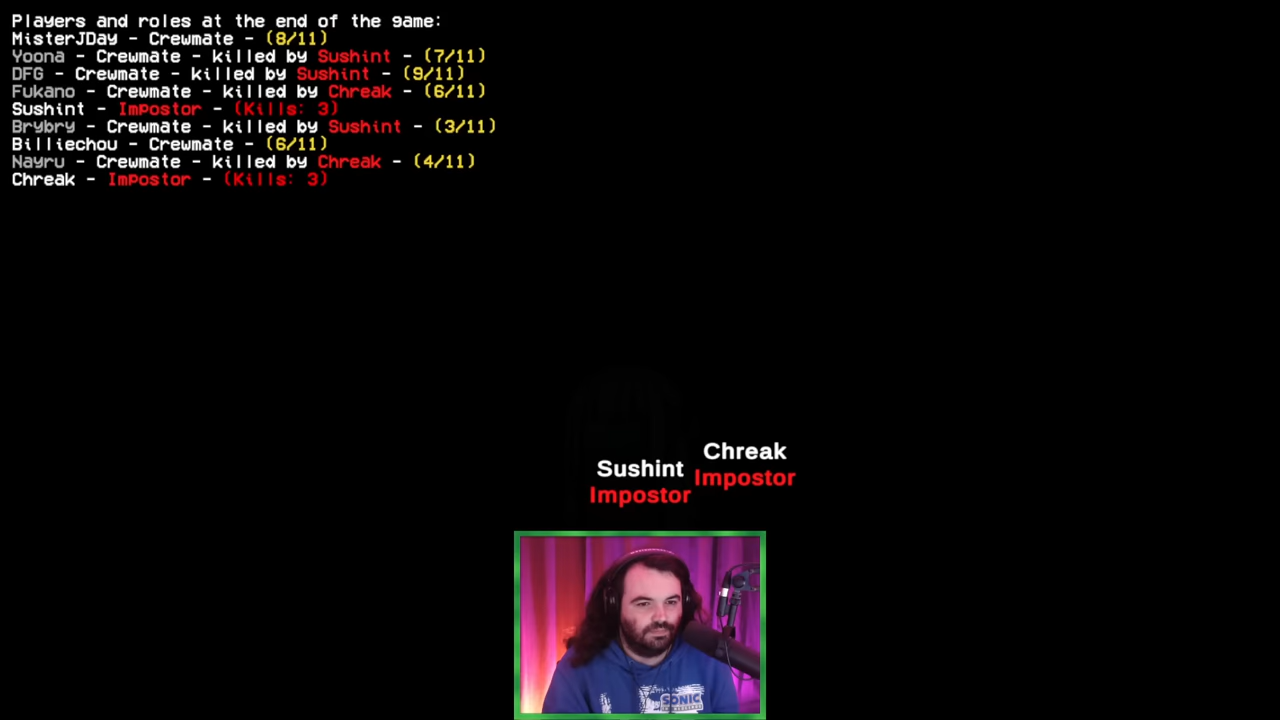 Players and roles at the end of the game:
MisterJDay - Crewmate - (8/11)
Yoona - Crewmate - killed by Sushint - (7/11)
DFG - Crewmate - killed by Sushint - (9/11)
Fukano - Crewmate - killed by Chreak - (6/11)
Sushint - Impostor - (Kills: 3)
Brybry - Crewmate - killed by Sushint - (3/11)
Billiechou - Crewmate - (6/11)
Nayru - Crewmate - killed by Chreak - (4/11)
Chreak - Impostor - (Kills: 3)
Chreak
Impostor
Sushint
Impostor
SONIC